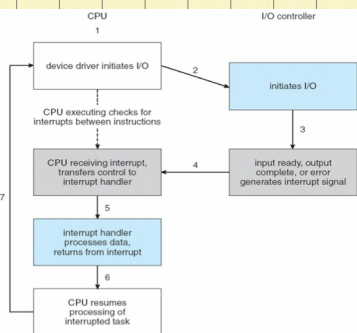 CPU
I/O controller
1
device driver initiates I/O
2
initiates I/O
CPU executing checks for
interrupts between instructions
3
CPU receiving interrupt,
transfers control to
interrupt handler
4
input ready, output
complete, or error
generates interrupt signal
7
5
interrupt handler
processes data,
returns from interrupt
6
CPU resumes
processing of
interrupted task